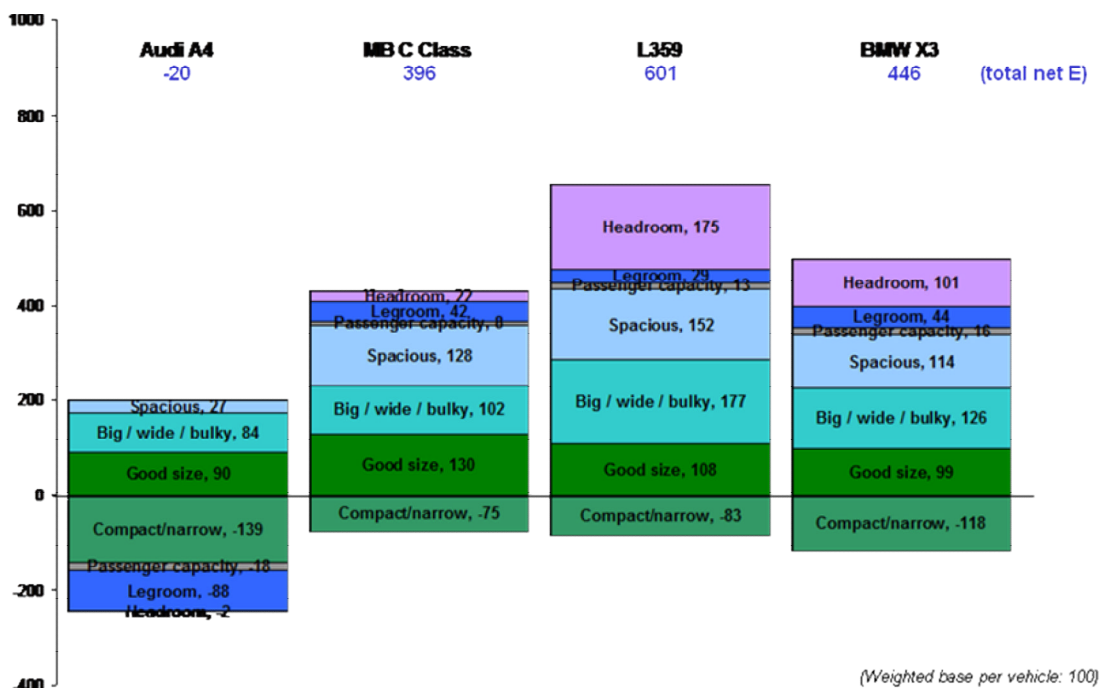 1000
800
600
400
200
0
-200
-400
Audi A4
-20
MB C Class
396
L359
601
BMW X3
446
(total net E)
Spacious, 27
Big / wide / bulky, 84
Good size, 90
Compact/narrow, -139
Passenger capacity, -18
Legroom, -88
Headroom, -2
Headroom, 22
Legroom, 42
Passenger capacity, 8
Spacious, 128
Big / wide / bulky, 102
Good size, 130
Compact/narrow, -75
Headroom, 175
Legroom, 29
Passenger capacity, 13
Spacious, 152
Big / wide / bulky, 177
Good size, 108
Compact/narrow, -83
Headroom, 101
Legroom, 44
Passenger capacity, 16
Spacious, 114
Big / wide / bulky, 126
Good size, 99
Compact/narrow, -118
(Weighted base per vehicle: 100)